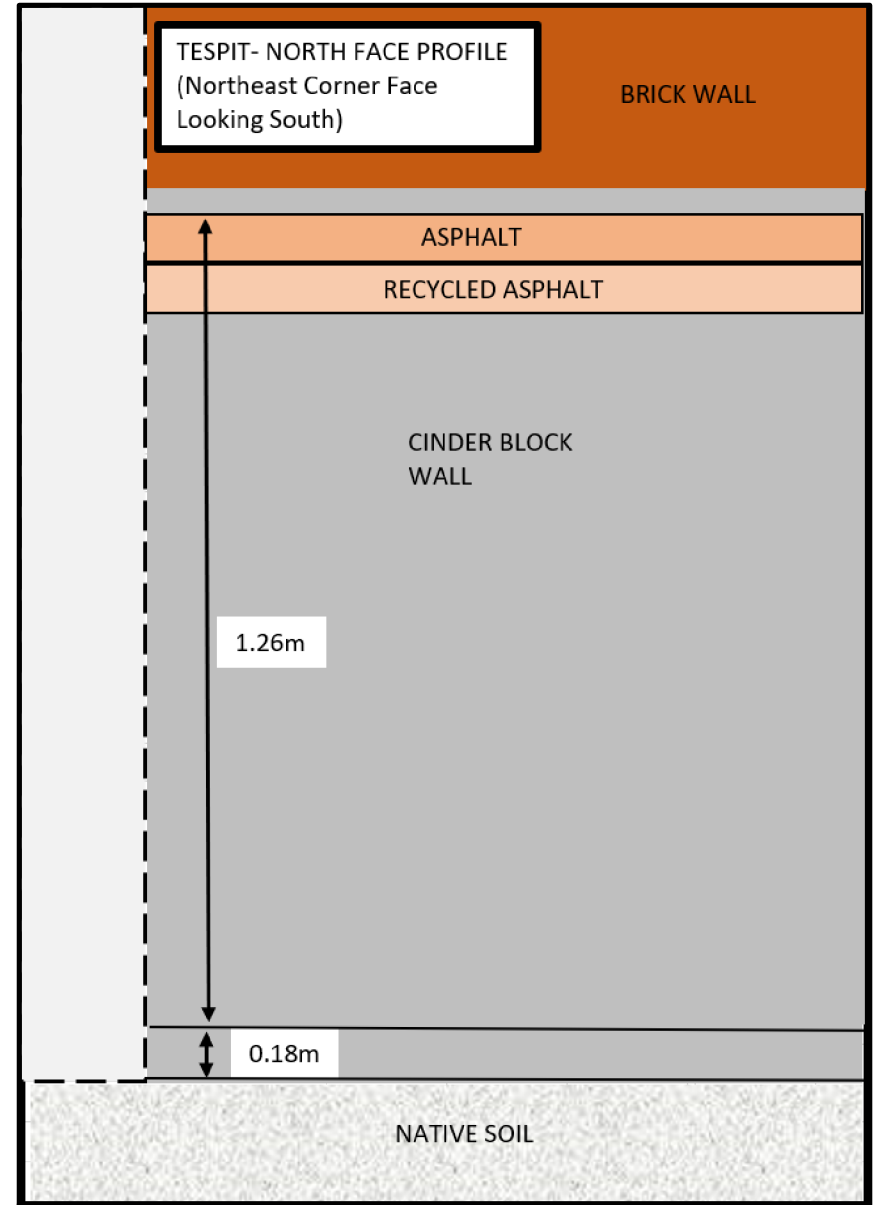 TESPIT- NORTH FACE PROFILE
(Northeast Corner Face
Looking South)
BRICK WALL
ASPHALT
RECYCLED ASPHALT
CINDER BLOCK
WALL
1.26m
0.18m
NATIVE SOIL